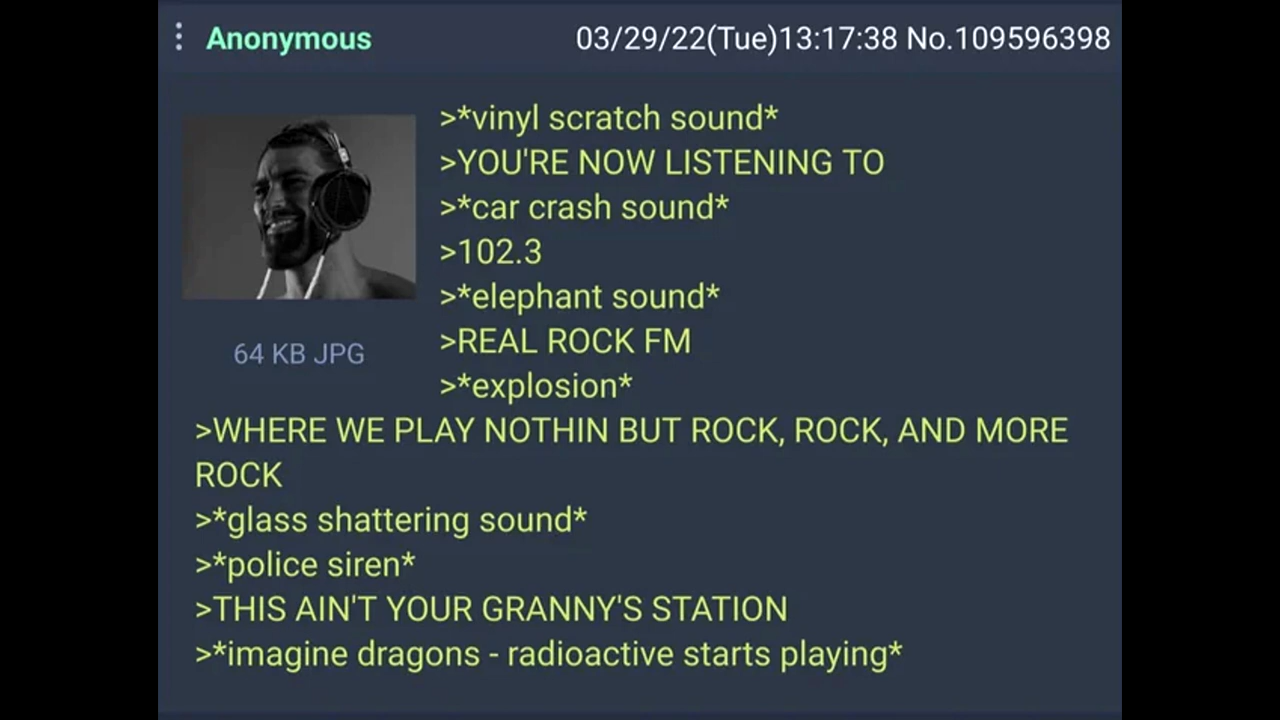 Anonymous 03/29/22(Tue)13:17:38 No.109596398
>*vinyl scratch sound*
>YOU'RE NOW LISTENING TO
>*car crash sound*
>102.3
>*elephant sound*
>REAL ROCK FM
64 KB JPG
>*explosion*
>WHERE WE PLAY NOTHIN BUT ROCK, ROCK, AND MORE
ROCK
>*glass shattering sound*
>*police siren*
>THIS AIN'T YOUR GRANNY'S STATION
>*imagine dragons - radioactive starts playing*